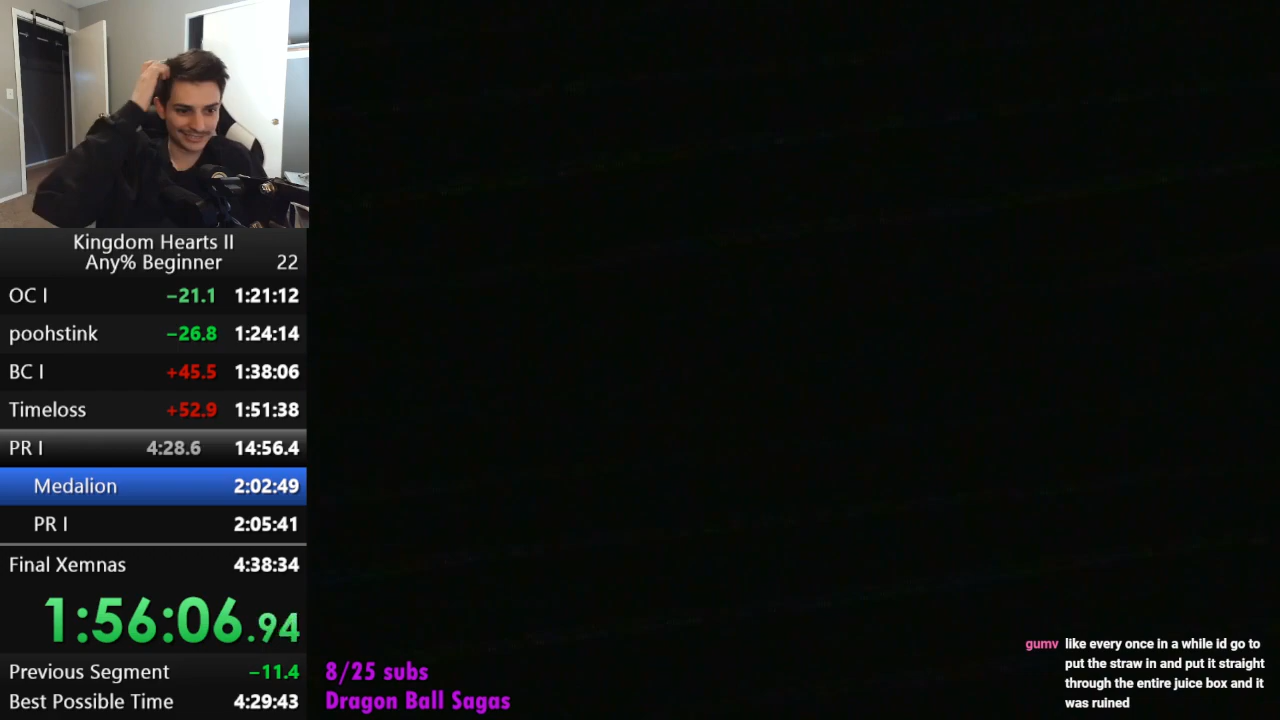 Kingdom Hearts II
Any% Beginner 22
OC I −21.1 1:21:12
poohstink −26.8 1:24:14
BC I +45.5 1:38:06
Timeloss +52.9 1:51:38
PR I 4:28.6 14:56.4
Medalion 2:02:49
PR I 2:05:41
Final Xemnas 4:38:34
1:56:06.94
Previous Segment −11.4
Best Possible Time 4:29:43
8/25 subs
Dragon Ball Sagas
gumv like every once in a while id go to
put the straw in and put it straight
through the entire juice box and it
was ruined